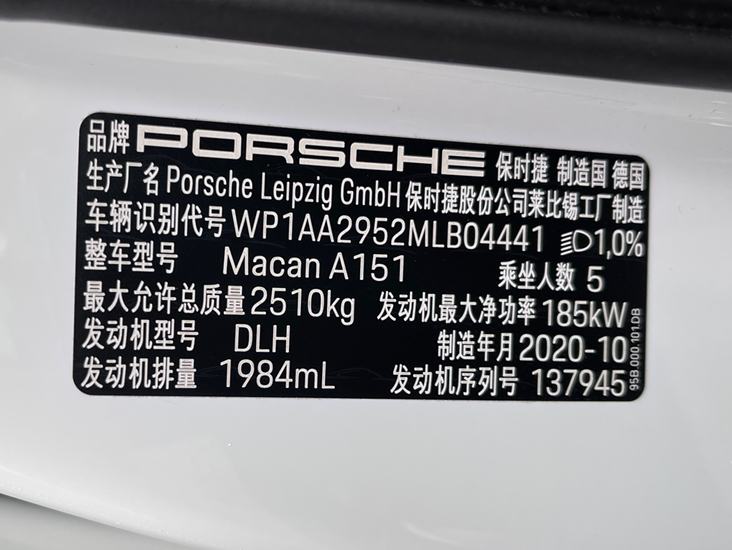 品牌 PORSCHE 保时捷 制造国 德国
生产厂名 Porsche Leipzig GmbH 保时捷股份公司莱比锡工厂制造
车辆识别代号 WP1AA2952MLB04441 1,0%
整车型号 Macan A151 乘坐人数 5
最大允许总质量 2510kg 发动机最大净功率 185kW
发动机型号 DLH 制造年月 2020-10
发动机排量 1984mL 发动机序列号 137945
95B.000.101.DB